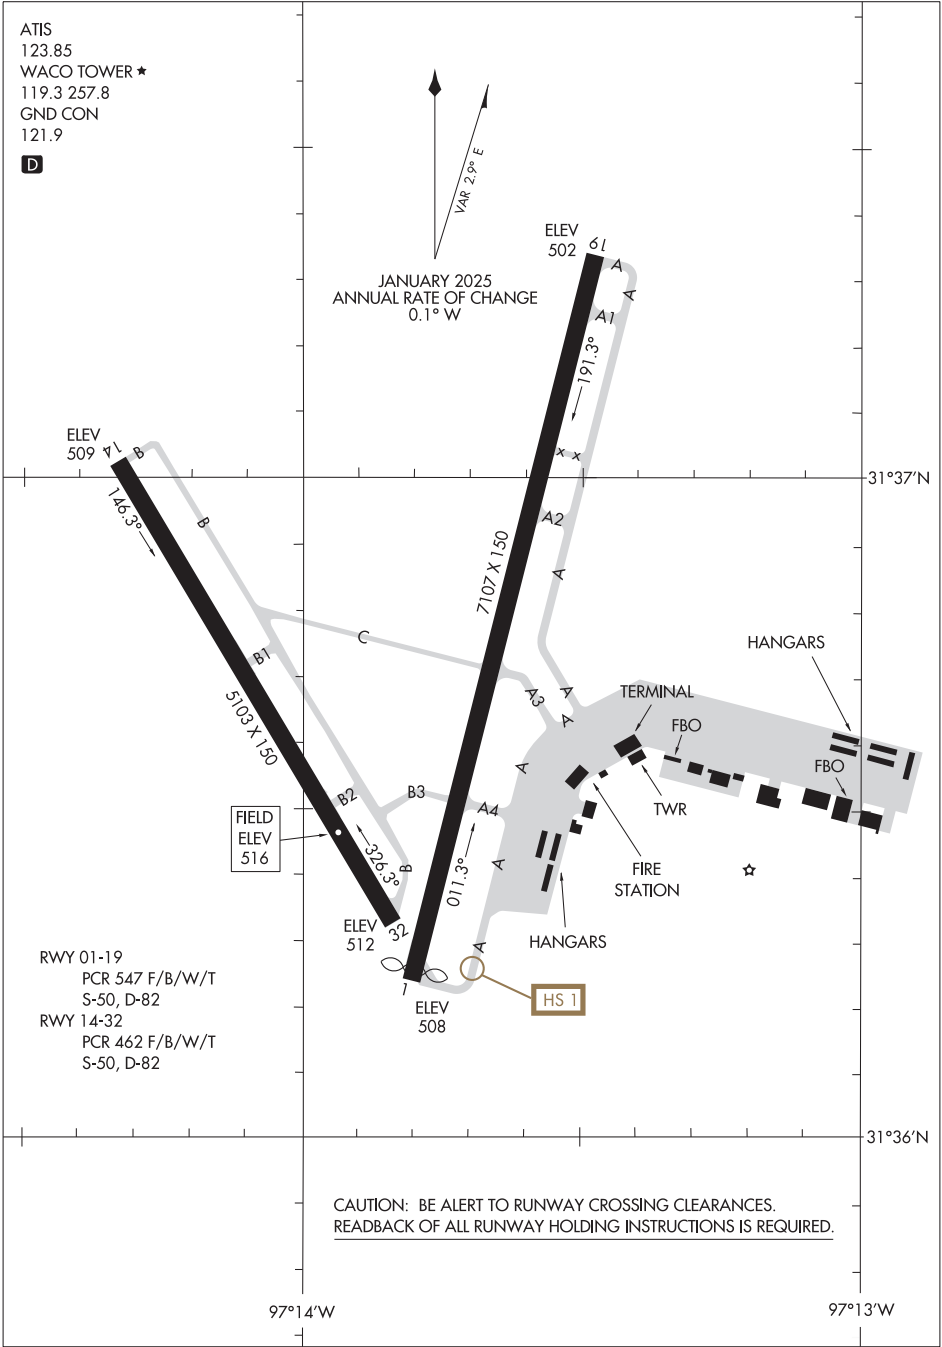 ATIS
123.85
WACO TOWER ★
119.3 257.8
GND CON
121.9
D
VAR 2.9° E
JANUARY 2025
ANNUAL RATE OF CHANGE
0.1° W
ELEV
502
19
A
A
A1
191.3°
x x
ELEV
509
14
B
146.3°
B
31°37'N
A2
7107 X 150
A
C
B1
5103 X 150
A3
A
A
HANGARS
TERMINAL
FBO
FBO
A
TWR
B2
B3
A4
FIELD
ELEV
516
326.3°
B
011.3°
A
FIRE
STATION
ELEV
512
32
A
HANGARS
RWY 01-19
PCR 547 F/B/W/T
S-50, D-82
RWY 14-32
PCR 462 F/B/W/T
S-50, D-82
1
ELEV
508
HS 1
31°36'N
CAUTION: BE ALERT TO RUNWAY CROSSING CLEARANCES.
READBACK OF ALL RUNWAY HOLDING INSTRUCTIONS IS REQUIRED.
97°14'W
97°13'W